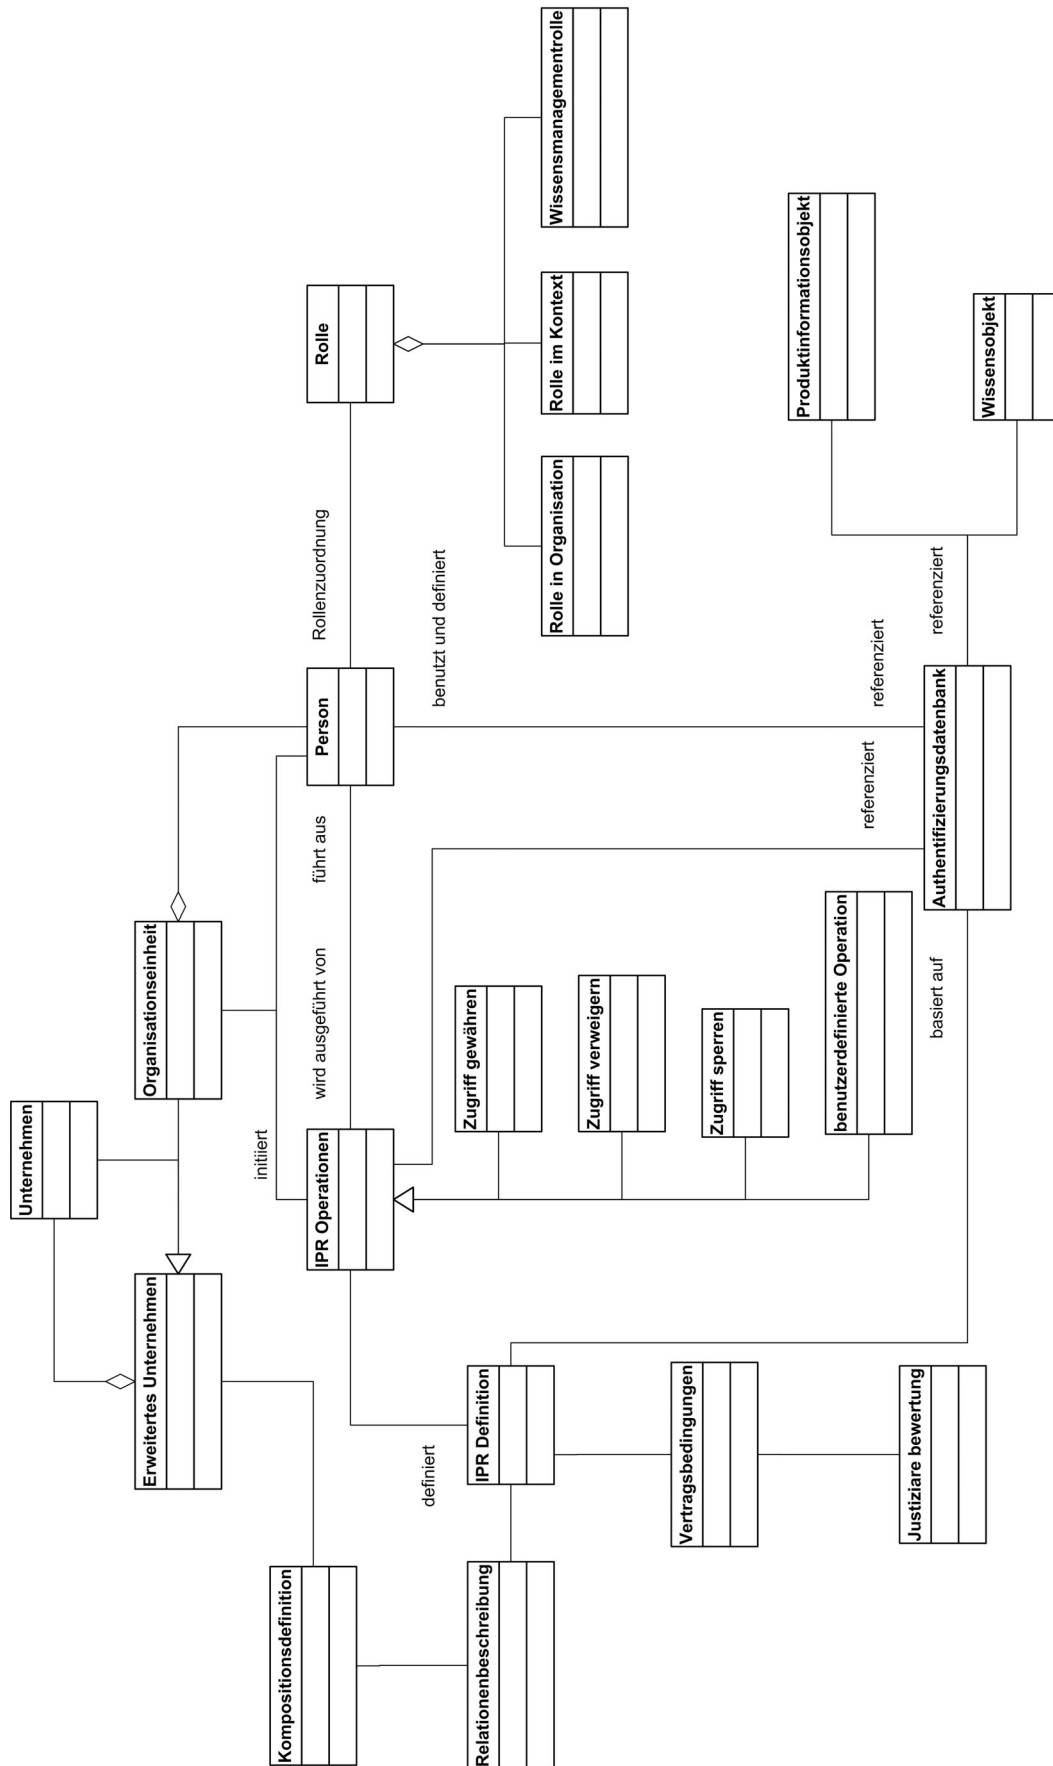 Unternehmen
Erweitertes Unternehmen
Organisationseinheit
Kompositionsdefinition
initiiert
IPR Operationen
wird ausgeführt von
führt aus
Person
Rollenzuordnung
Rolle
definiert
benutzt und definiert
Relationenbeschreibung
IPR Definition
Zugriff gewähren
Zugriff verweigern
Zugriff sperren
benutzerdefinierte Operation
Rolle in Organisation
Rolle im Kontext
Wissensmanagementrolle
Vertragsbedingungen
Justiziare bewertung
basiert auf
referenziert
referenziert
Authentifizierungsdatenbank
referenziert
Produktinformationsobjekt
Wissensobjekt